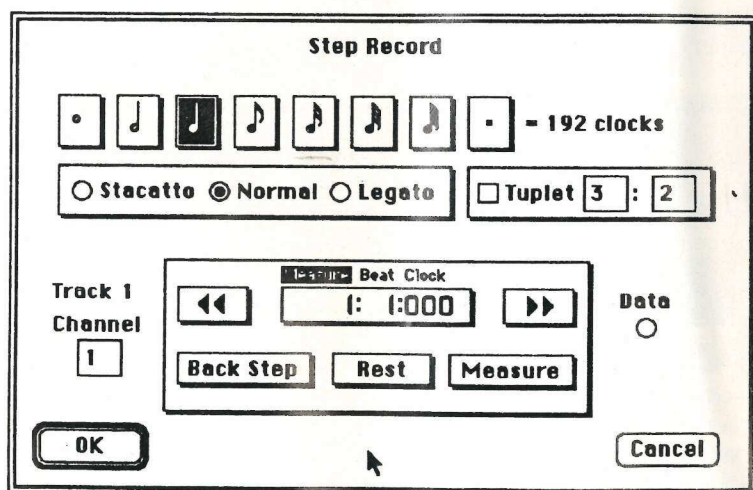 Step Record
= 192 clocks
Stacatto Normal Legato Tuplet 3 : 2
Measure Beat Clock
Track 1 1: 1:000 Data
Channel
1
Back Step Rest Measure
OK Cancel